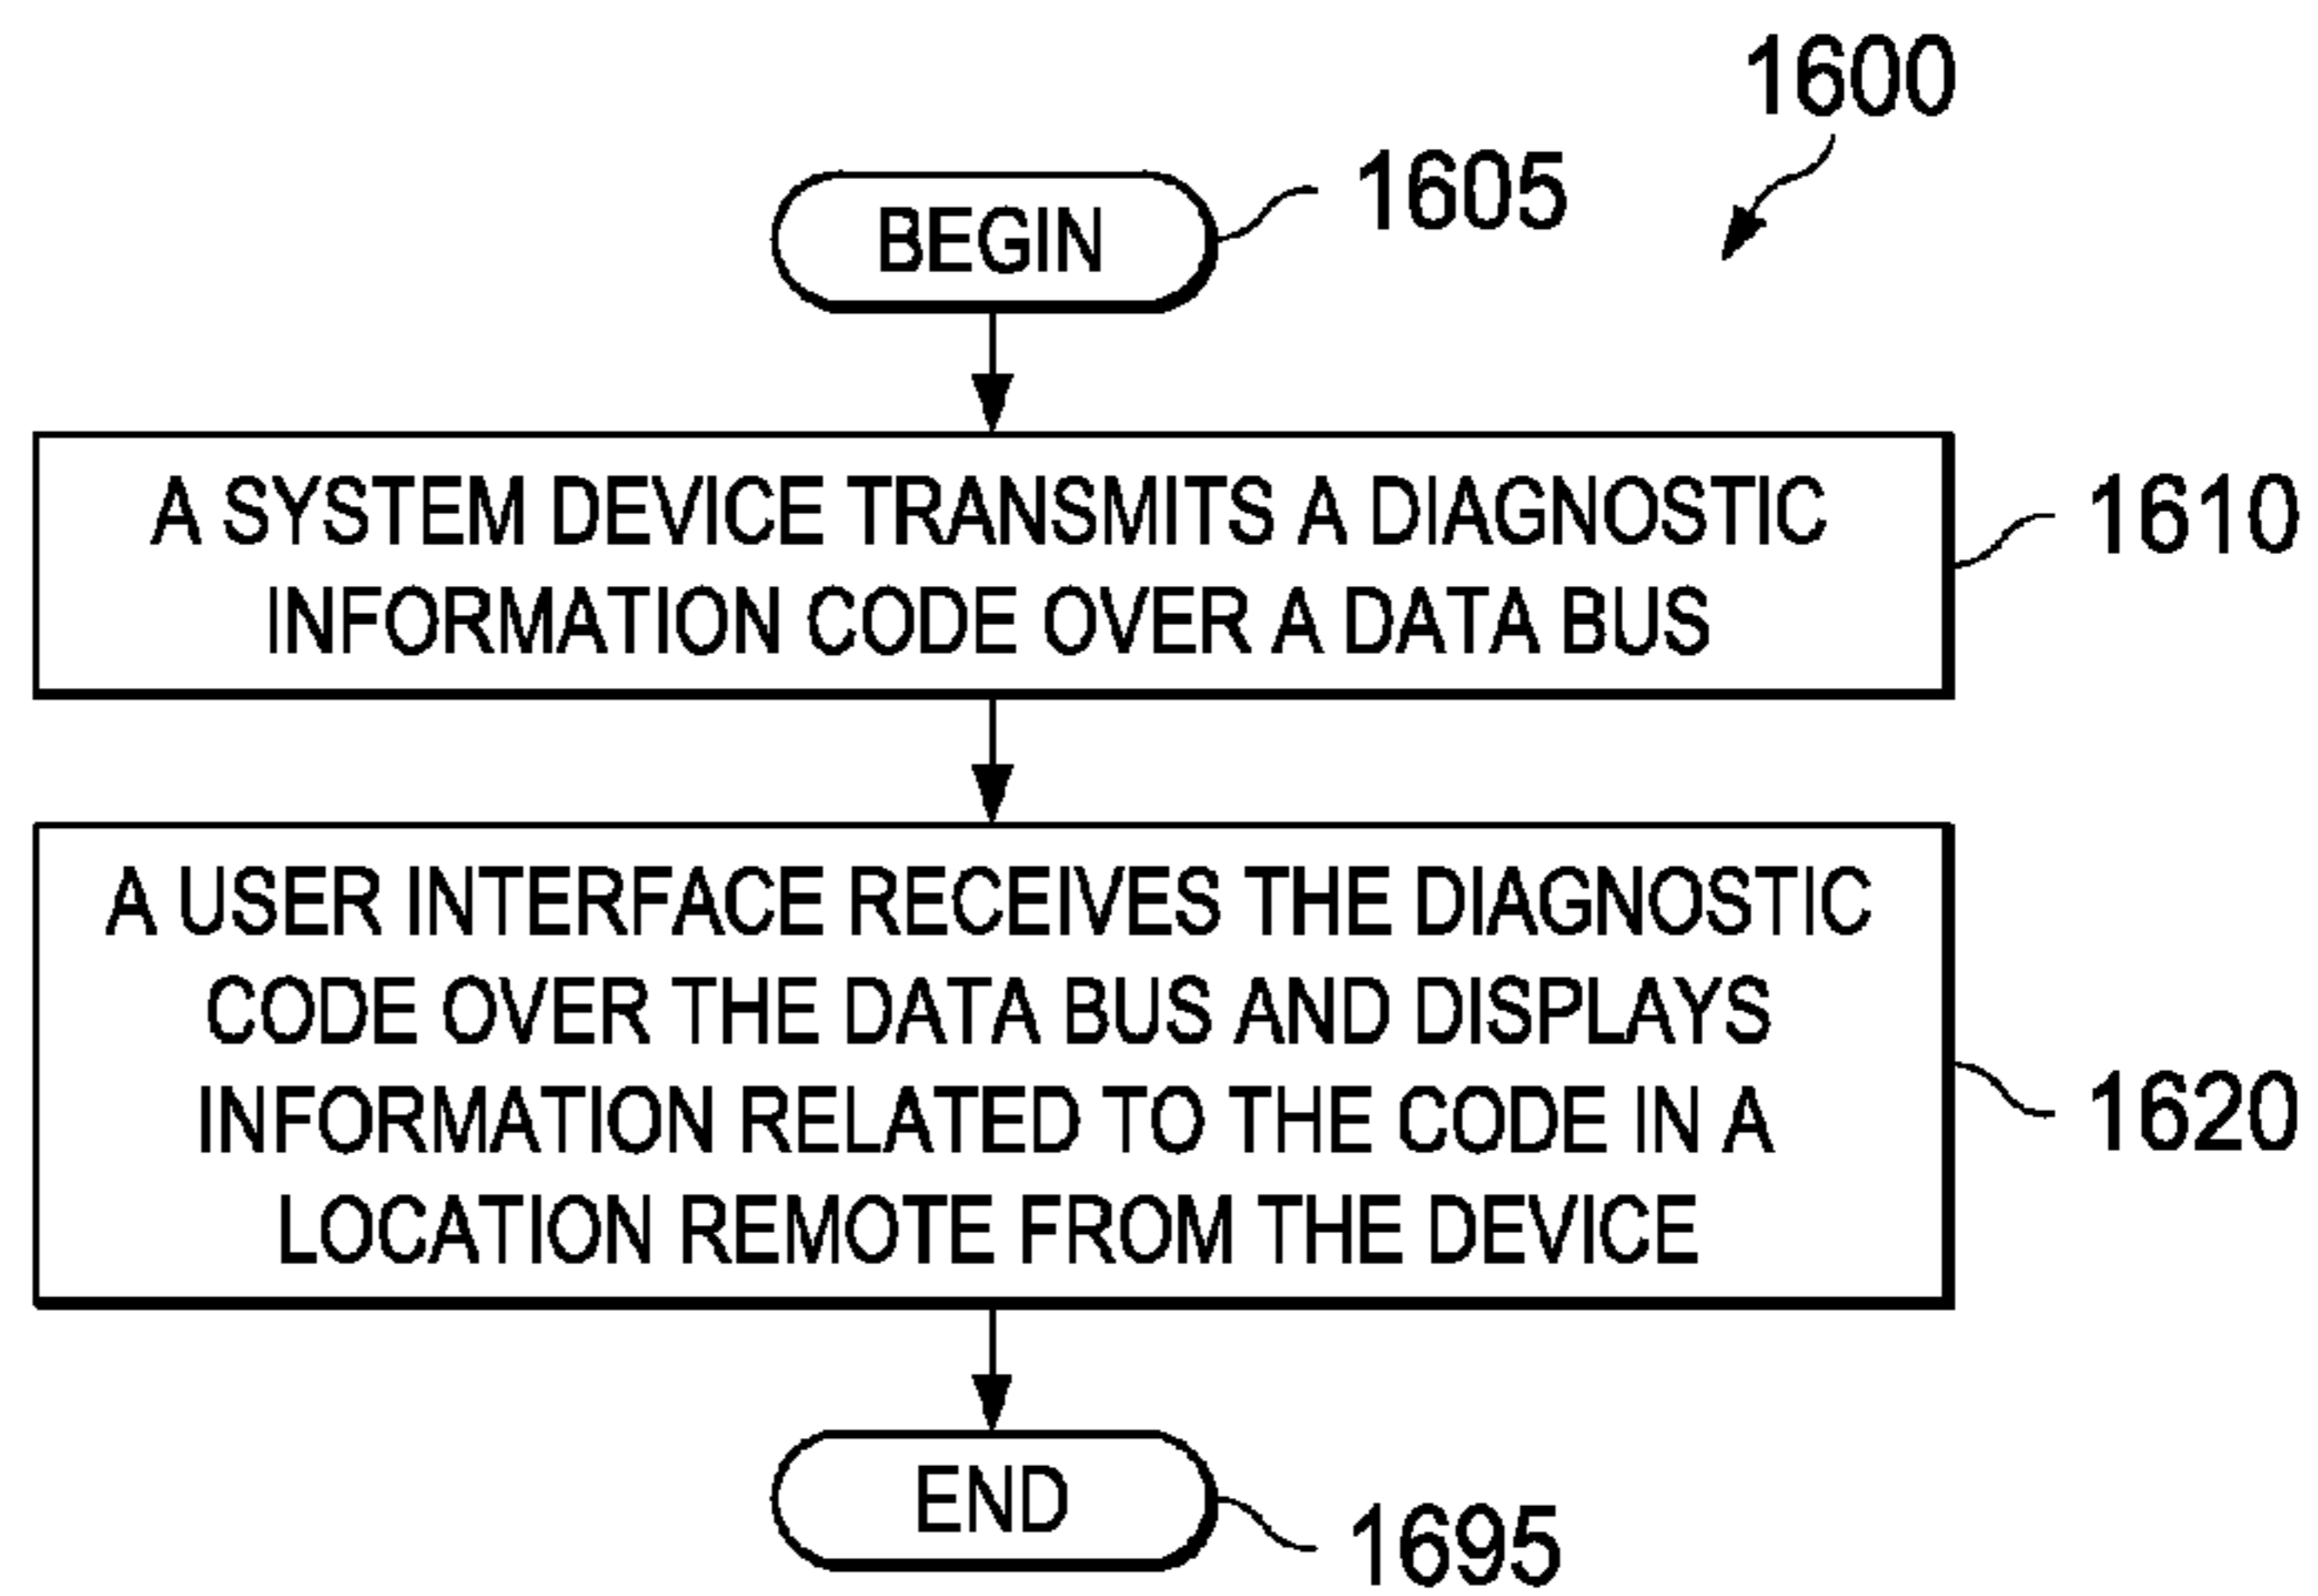 1600
BEGIN
1605
A SYSTEM DEVICE TRANSMITS A DIAGNOSTIC
INFORMATION CODE OVER A DATA BUS
1610
A USER INTERFACE RECEIVES THE DIAGNOSTIC
CODE OVER THE DATA BUS AND DISPLAYS
INFORMATION RELATED TO THE CODE IN A
LOCATION REMOTE FROM THE DEVICE
1620
END
1695